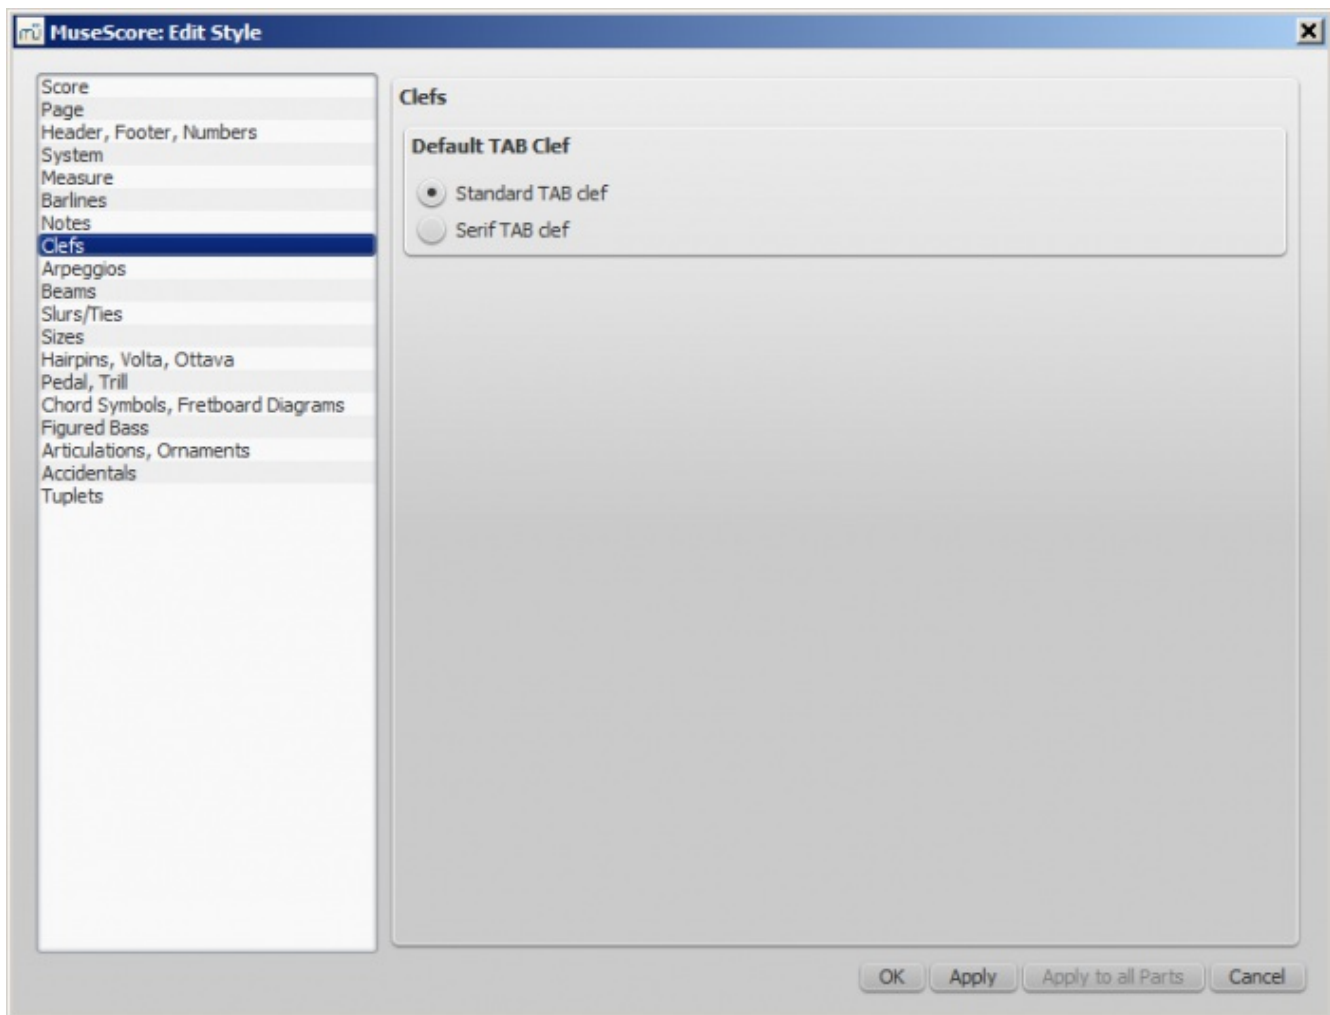 mü MuseScore: Edit Style
Score
Page
Header, Footer, Numbers
System
Measure
Barlines
Notes
Clefs
Arpeggios
Beams
Slurs/Ties
Sizes
Hairpins, Volta, Ottava
Pedal, Trill
Chord Symbols, Fretboard Diagrams
Figured Bass
Articulations, Ornaments
Accidentals
Tuplets
Clefs
Default TAB Clef
Standard TAB clef
Serif TAB clef
OK Apply Apply to all Parts Cancel